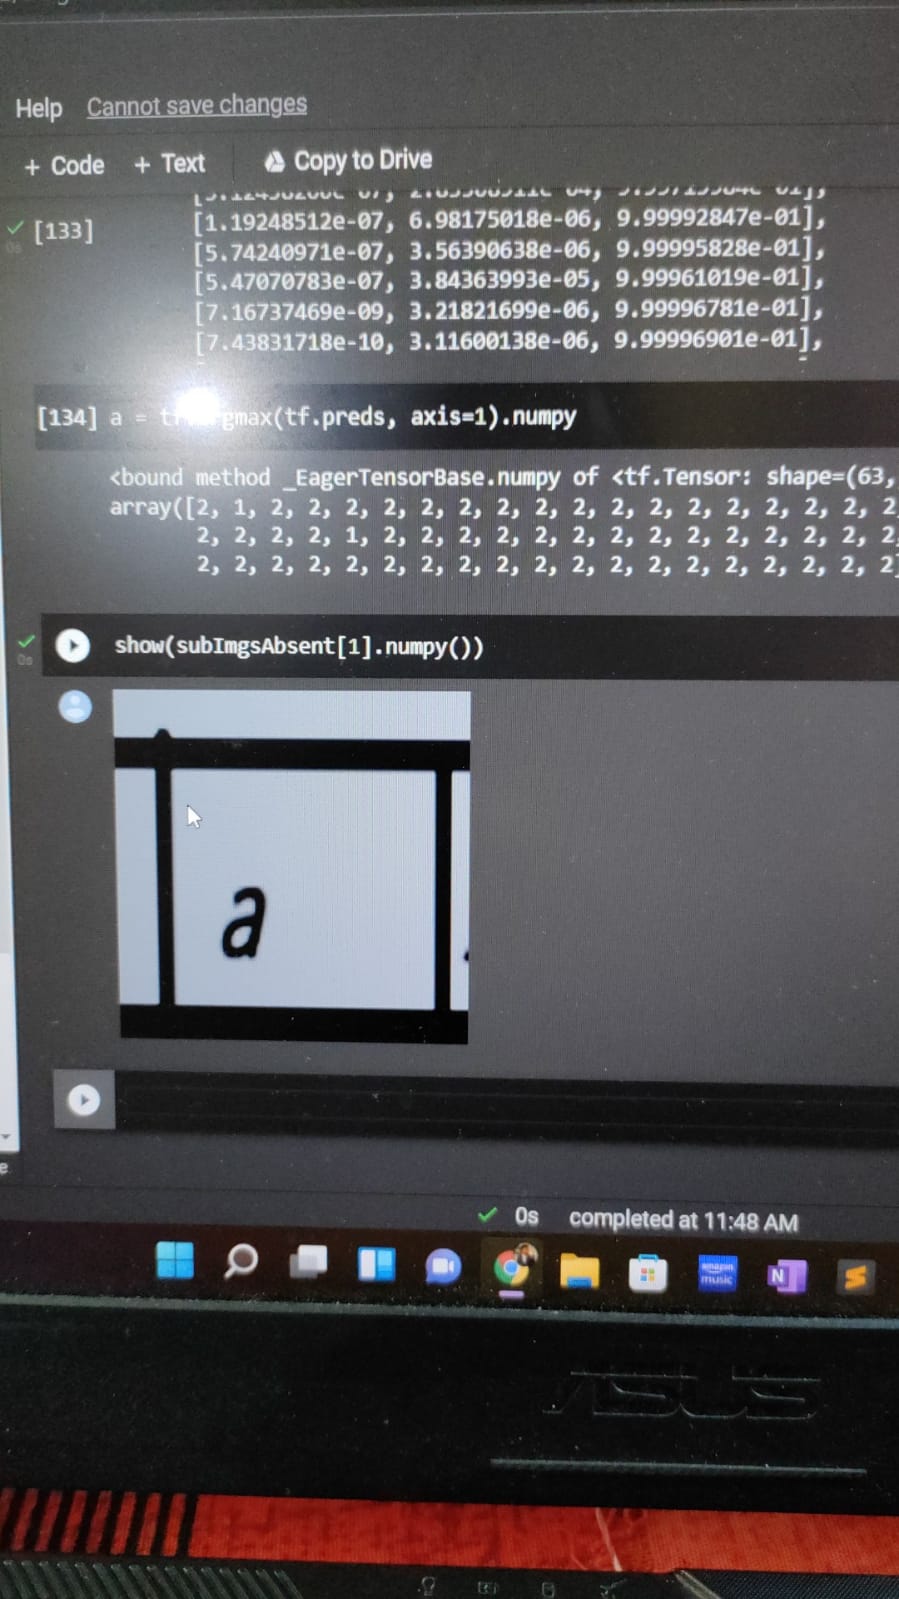 Help Cannot save changes
+ Code + Text Copy to Drive
[133]
0s
[1.19248512e-07, 6.98175018e-06, 9.99992847e-01],
[5.74240971e-07, 3.56390638e-06, 9.99995828e-01],
[5.47070783e-07, 3.84363993e-05, 9.99961019e-01],
[7.16737469e-09, 3.21821699e-06, 9.99996781e-01],
[7.43831718e-10, 3.11600138e-06, 9.99996901e-01],
[134] a = gmax(tf.preds, axis=1).numpy
<bound method _EagerTensorBase.numpy of <tf.Tensor: shape=(63,
array([2, 1, 2, 2, 2, 2, 2, 2, 2, 2, 2, 2, 2, 2, 2, 2, 2, 2, 2,
2, 2, 2, 2, 1, 2, 2, 2, 2, 2, 2, 2, 2, 2, 2, 2, 2, 2, 2, 2,
2, 2, 2, 2, 2, 2, 2, 2, 2, 2, 2, 2, 2, 2, 2, 2, 2, 2, 2]
show(subImgsAbsent[1].numpy())
0s
a
0s completed at 11:48 AM
amazon
music
N
ASUS